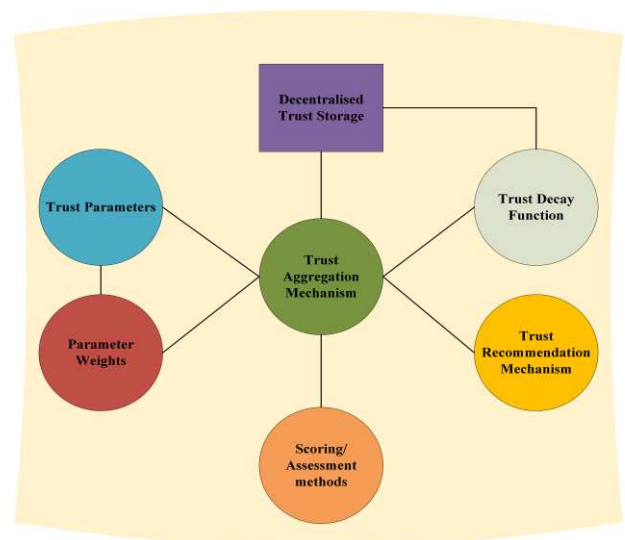 Decentralised
Trust Storage
Trust Parameters
Trust Decay
Function
Trust
Aggregation
Mechanism
Parameter
Weights
Trust
Recommendation
Mechanism
Scoring/
Assessment
methods